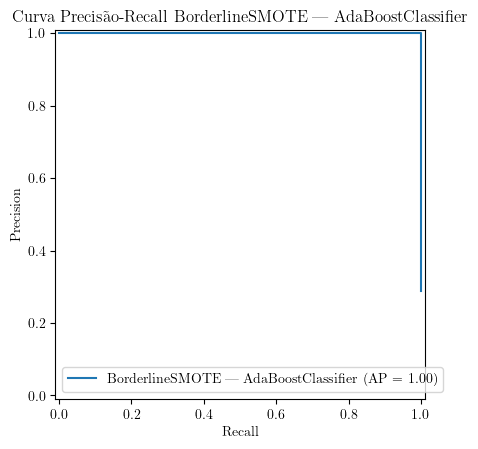 Curva Precisão-Recall BorderlineSMOTE — AdaBoostClassifier
1.0
0.8
0.6
0.4
0.2
0.0
Precision
BorderlineSMOTE — AdaBoostClassifier (AP = 1.00)
0.0 0.2 0.4 0.6 0.8 1.0
Recall